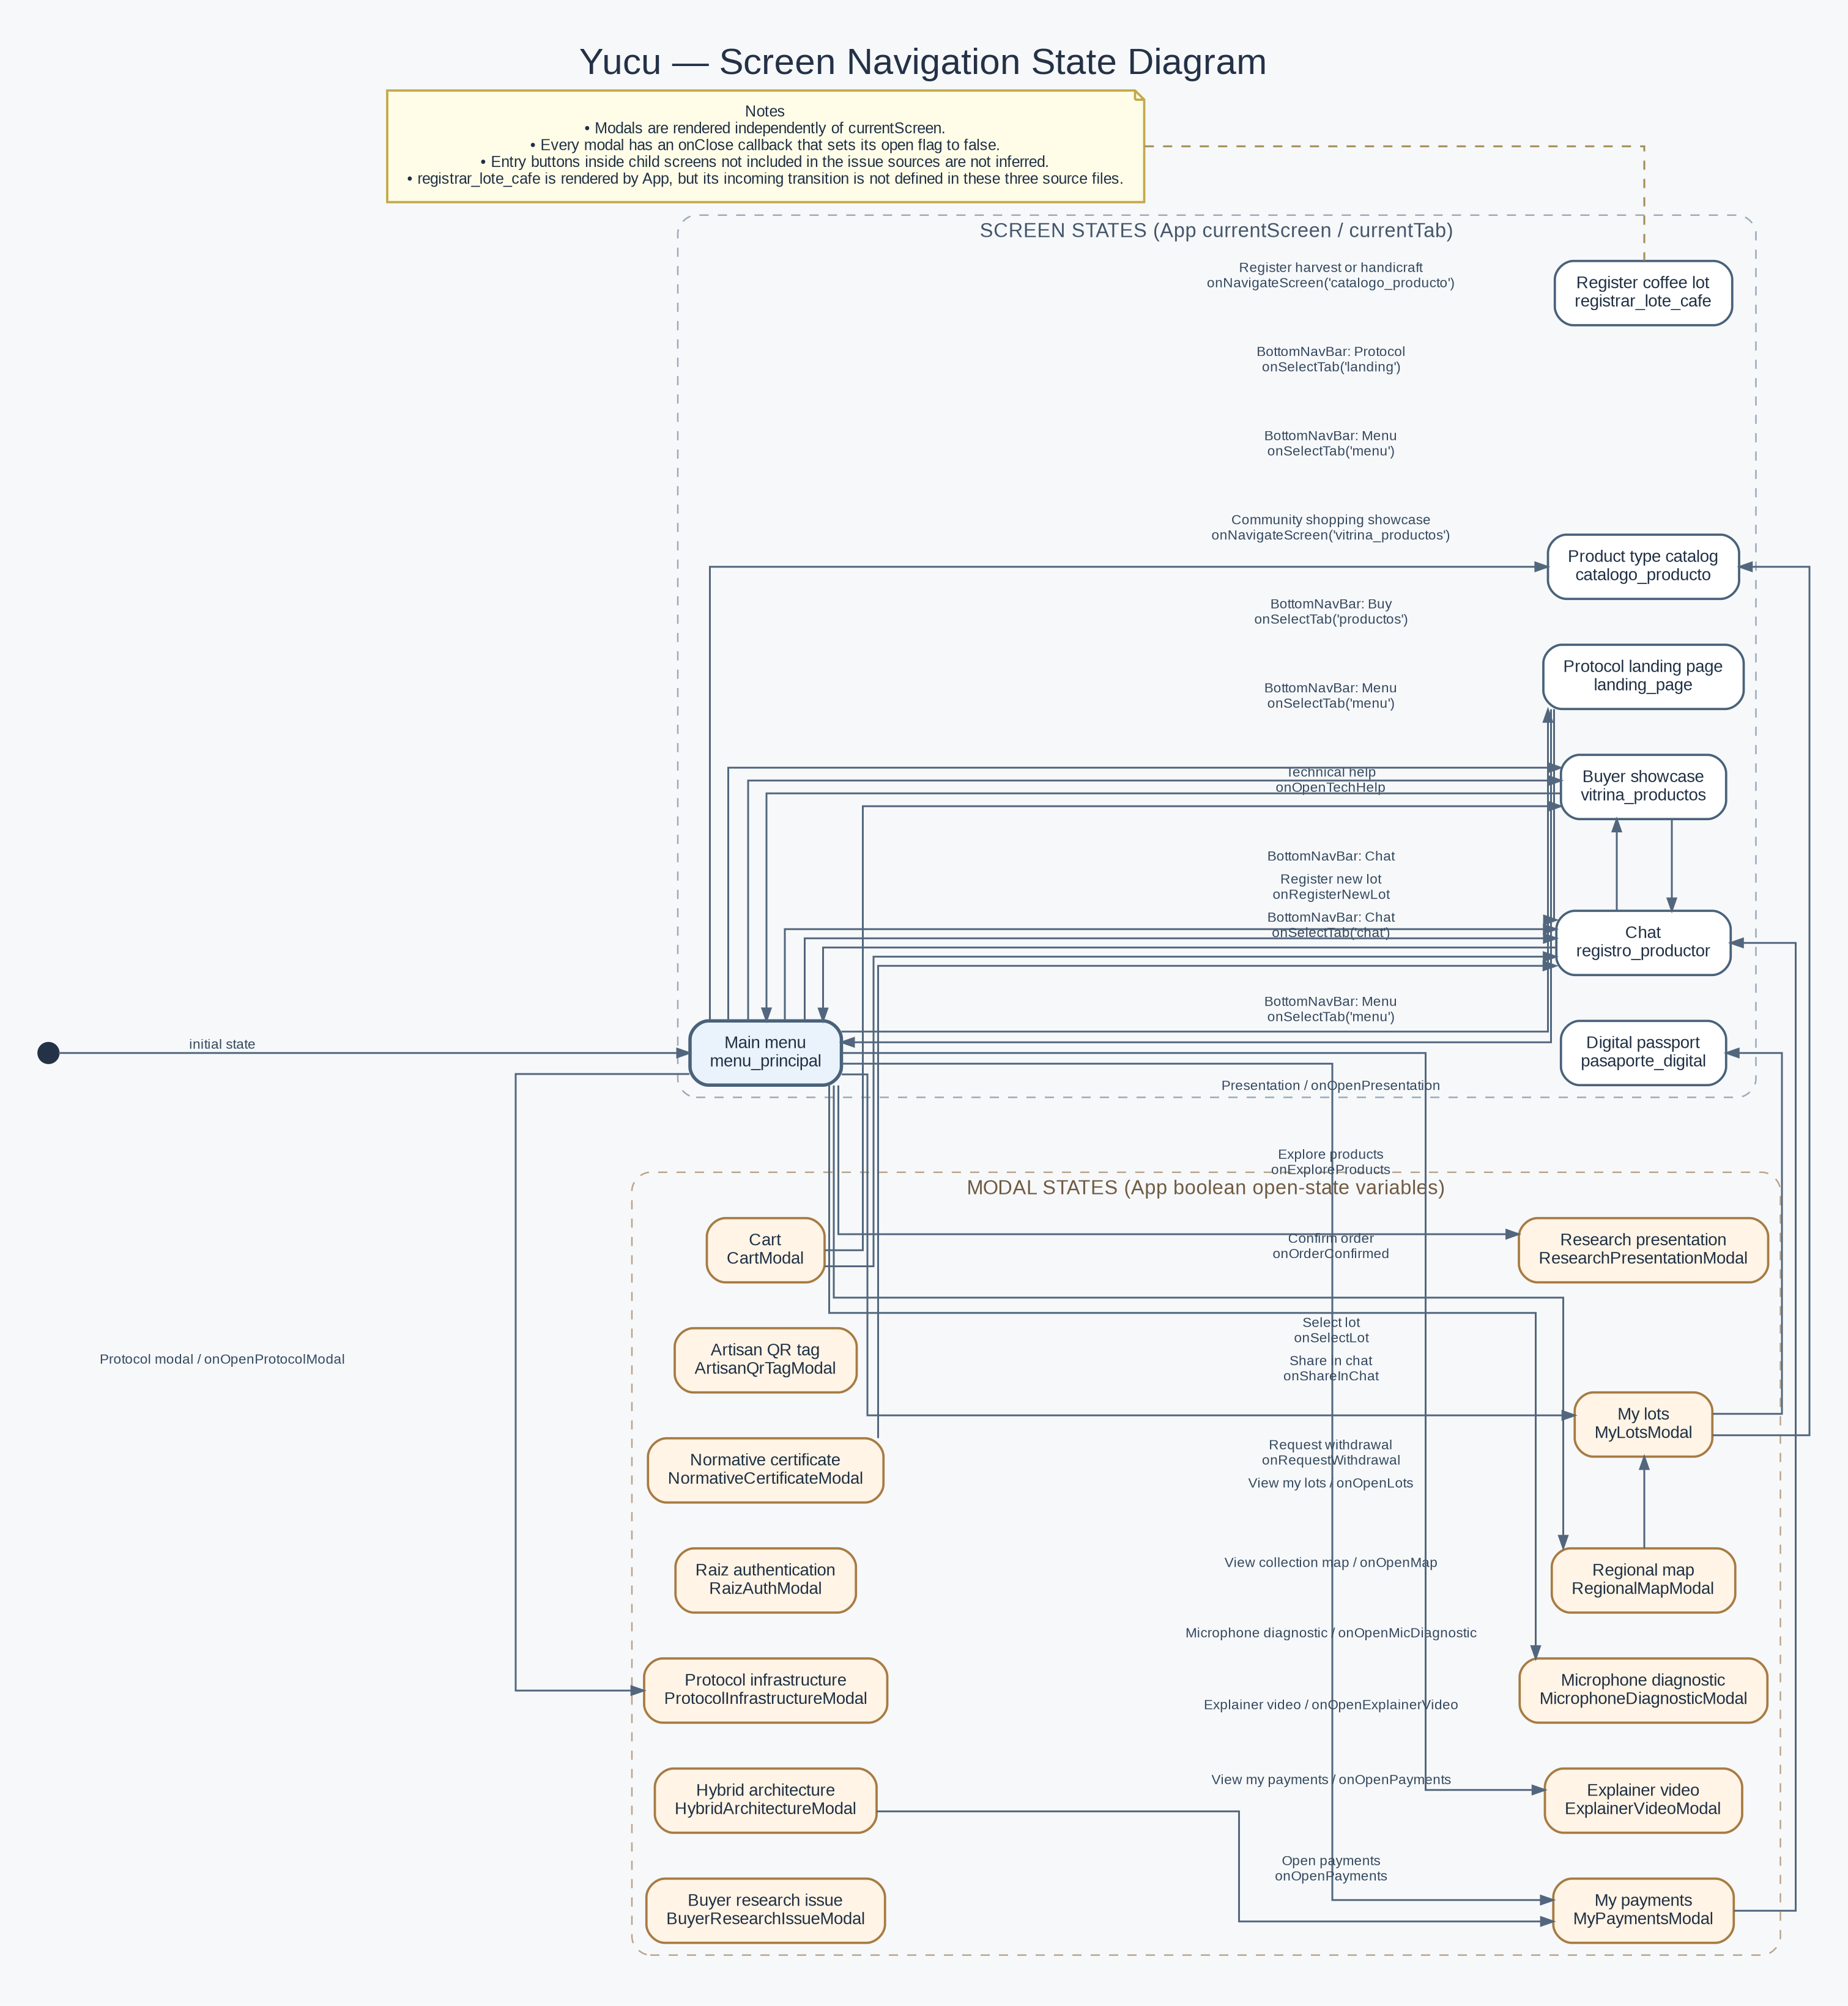 Yucu — Screen Navigation State Diagram
Notes
• Modals are rendered independently of currentScreen.
• Every modal has an onClose callback that sets its open flag to false.
• Entry buttons inside child screens not included in the issue sources are not inferred.
• registrar_lote_cafe is rendered by App, but its incoming transition is not defined in these three source files.
SCREEN STATES (App currentScreen / currentTab)
Register harvest or handicraft
onNavigateScreen('catalogo_producto')
Register coffee lot
registrar_lote_cafe
BottomNavBar: Protocol
onSelectTab('landing')
BottomNavBar: Menu
onSelectTab('menu')
Community shopping showcase
onNavigateScreen('vitrina_productos')
Product type catalog
catalogo_producto
BottomNavBar: Buy
onSelectTab('productos')
Protocol landing page
landing_page
BottomNavBar: Menu
onSelectTab('menu')
Technical help
onOpenTechHelp
Buyer showcase
vitrina_productos
BottomNavBar: Chat
Register new lot
onRegisterNewLot
BottomNavBar: Chat
onSelectTab('chat')
Chat
registro_productor
BottomNavBar: Menu
onSelectTab('menu')
initial state
Main menu
menu_principal
Digital passport
pasaporte_digital
Presentation / onOpenPresentation
Explore products
onExploreProducts
MODAL STATES (App boolean open-state variables)
Cart
CartModal
Confirm order
onOrderConfirmed
Research presentation
ResearchPresentationModal
Select lot
onSelectLot
Protocol modal / onOpenProtocolModal
Artisan QR tag
ArtisanQrTagModal
Share in chat
onShareInChat
My lots
MyLotsModal
Normative certificate
NormativeCertificateModal
Request withdrawal
onRequestWithdrawal
View my lots / onOpenLots
Raiz authentication
RaizAuthModal
View collection map / onOpenMap
Regional map
RegionalMapModal
Microphone diagnostic / onOpenMicDiagnostic
Protocol infrastructure
ProtocolInfrastructureModal
Explainer video / onOpenExplainerVideo
Microphone diagnostic
MicrophoneDiagnosticModal
Hybrid architecture
HybridArchitectureModal
View my payments / onOpenPayments
Explainer video
ExplainerVideoModal
Open payments
onOpenPayments
Buyer research issue
BuyerResearchIssueModal
My payments
MyPaymentsModal